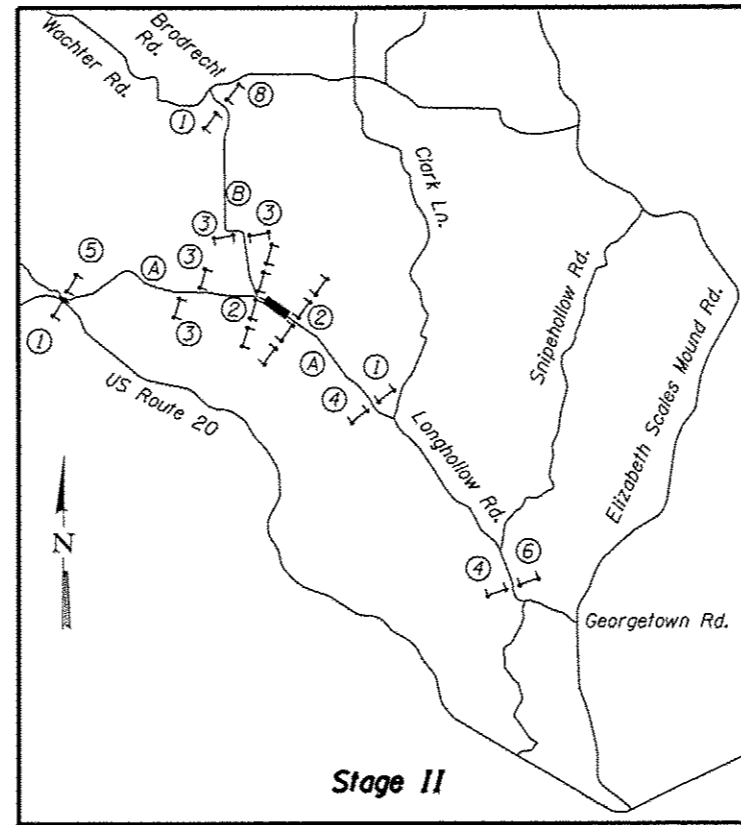 Brodrecht
Rd.
Wachter Rd.
8
1
B
3
3
Clark Ln.
5
A
3
2
2
3
1
A
1
4
US Route 20
Snipehollow Rd.
Elizabeth Scales Mound Rd.
Longhollow Rd.
N
4
6
Georgetown Rd.
Stage II